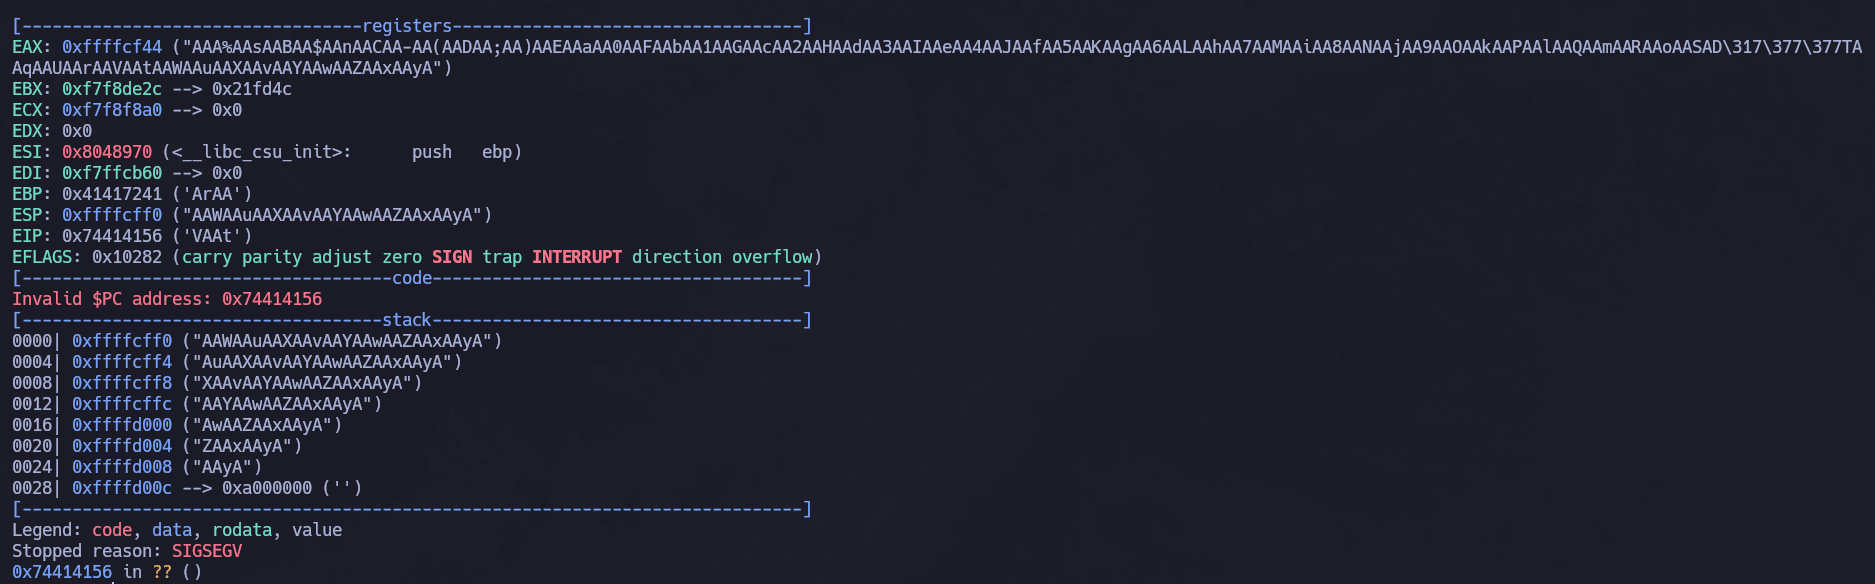 [----------------------------------registers-----------------------------------]
EAX: 0xffffcf44 ("AAA%AAsAABAA$AAnAACAA-AA(AADAA;AA)AAEAAaAA0AAFAAbAA1AAGAAcAA2AAHAAdAA3AAIAAeAA4AAJAAfAA5AAKAAgAA6AALAAhAA7AAMAAiAA8AANAAjAA9AAOAAkAAPAAlAAQAAmAARAAoAASAD\317\377\377TA
AqAAUAArAAVAAtAAWAAuAAXAAvAAYAAwAAZAAxAAyA")
EBX: 0xf7f8de2c --> 0x21fd4c
ECX: 0xf7f8f8a0 --> 0x0
EDX: 0x0
ESI: 0x8048970 (<__libc_csu_init>:      push   ebp)
EDI: 0xf7ffcb60 --> 0x0
EBP: 0x41417241 ('ArAA')
ESP: 0xffffcff0 ("AAWAAuAAXAAvAAYAAwAAZAAxAAyA")
EIP: 0x74414156 ('VAAt')
EFLAGS: 0x10282 (carry parity adjust zero SIGN trap INTERRUPT direction overflow)
[-------------------------------------code-------------------------------------]
Invalid $PC address: 0x74414156
[------------------------------------stack-------------------------------------]
0000| 0xffffcff0 ("AAWAAuAAXAAvAAYAAwAAZAAxAAyA")
0004| 0xffffcff4 ("AuAAXAAvAAYAAwAAZAAxAAyA")
0008| 0xffffcff8 ("XAAvAAYAAwAAZAAxAAyA")
0012| 0xffffcffc ("AAYAAwAAZAAxAAyA")
0016| 0xffffd000 ("AwAAZAAxAAyA")
0020| 0xffffd004 ("ZAAxAAyA")
0024| 0xffffd008 ("AAyA")
0028| 0xffffd00c --> 0xa000000 ('')
[------------------------------------------------------------------------------]
Legend: code, data, rodata, value
Stopped reason: SIGSEGV
0x74414156 in ?? ()